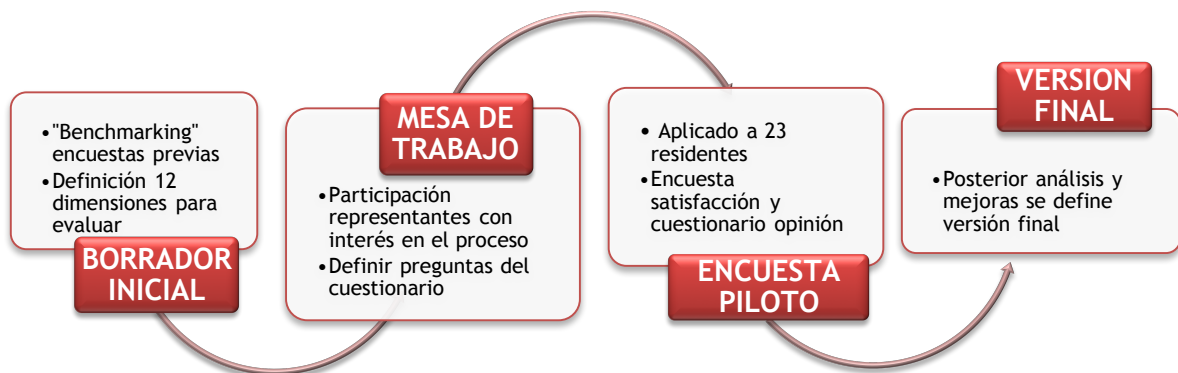 •"Benchmarking"
encuestas previas
•Definición 12
dimensiones para
evaluar
BORRADOR
INICIAL
MESA DE
TRABAJO
•Participación
representantes con
interés en el proceso
•Definir preguntas del
cuestionario
• Aplicado a 23
residentes
•Encuesta
satisfacción y
cuestionario opinión
ENCUESTA
PILOTO
VERSION
FINAL
•Posterior análisis y
mejoras se define
versión final